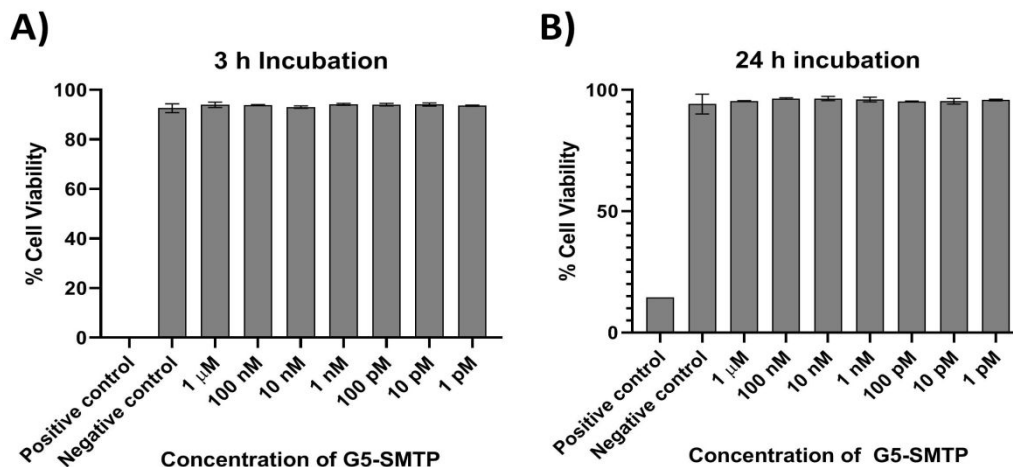 A)
3 h Incubation
% Cell Viability
100
80
60
40
20
0
Positive control
Negative control
1 μM
100 nM
10 nM
1 nM
100 pM
10 pM
1 pM
Concentration of G5-SMTP
B)
24 h incubation
% Cell Viability
100
50
0
Positive control
Negative control
1 μM
100 nM
10 nM
1 nM
100 pM
10 pM
1 pM
Concentration of G5-SMTP